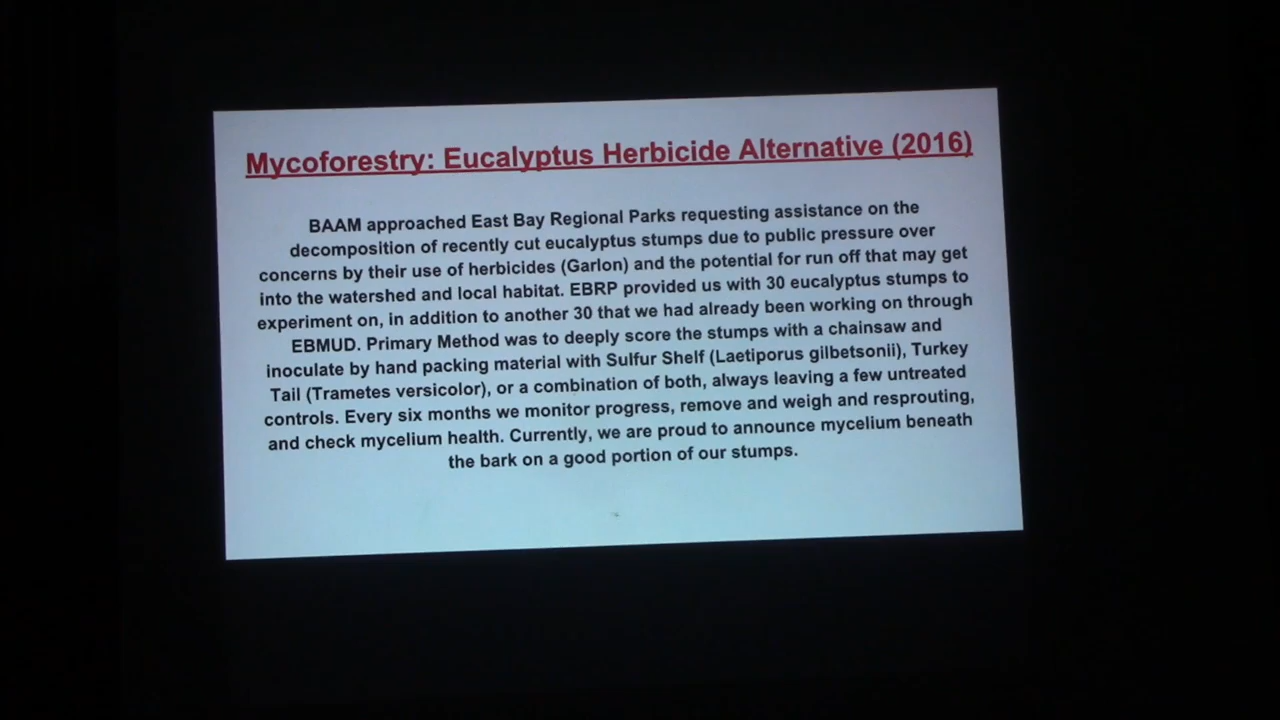 Mycoforestry: Eucalyptus Herbicide Alternative (2016)
BAAM approached East Bay Regional Parks requesting assistance on the
decomposition of recently cut eucalyptus stumps due to public pressure over
concerns by their use of herbicides (Garlon) and the potential for run off that may get
into the watershed and local habitat. EBRP provided us with 30 eucalyptus stumps to
experiment on, in addition to another 30 that we had already been working on through
EBMUD. Primary Method was to deeply score the stumps with a chainsaw and
inoculate by hand packing material with Sulfur Shelf (Laetiporus gilbetsonii), Turkey
Tail (Trametes versicolor), or a combination of both, always leaving a few untreated
controls. Every six months we monitor progress, remove and weigh and resprouting,
and check mycelium health. Currently, we are proud to announce mycelium beneath
the bark on a good portion of our stumps.